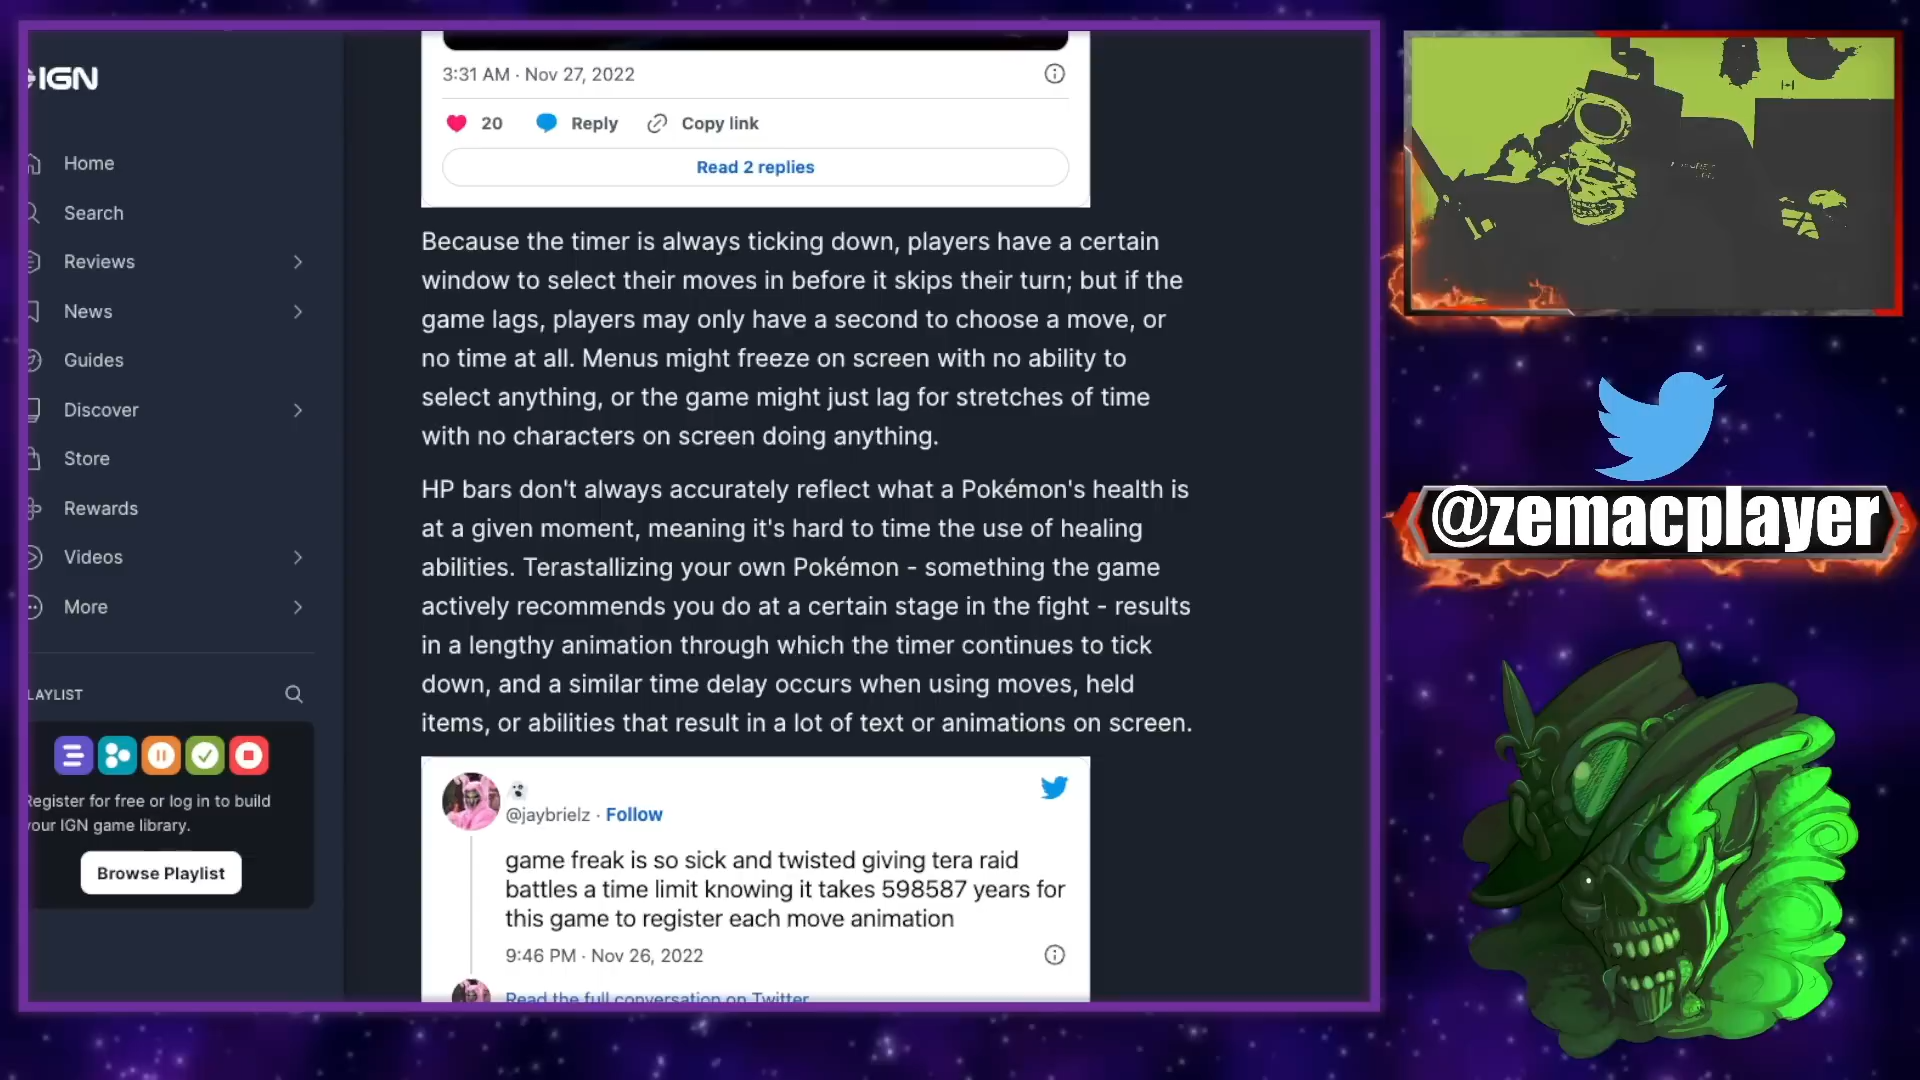 IGN
Home
Search
Reviews
News
Guides
Discover
Store
Rewards
Videos
More
LAYLIST
Register for free or log in to build
your IGN game library.
Browse Playlist
3:31 AM · Nov 27, 2022
20 Reply Copy link
Read 2 replies
Because the timer is always ticking down, players have a certain
window to select their moves in before it skips their turn; but if the
game lags, players may only have a second to choose a move, or
no time at all. Menus might freeze on screen with no ability to
select anything, or the game might just lag for stretches of time
with no characters on screen doing anything.
HP bars don't always accurately reflect what a Pokémon's health is
at a given moment, meaning it's hard to time the use of healing
abilities. Terastallizing your own Pokémon - something the game
actively recommends you do at a certain stage in the fight - results
in a lengthy animation through which the timer continues to tick
down, and a similar time delay occurs when using moves, held
items, or abilities that result in a lot of text or animations on screen.
@jaybrielz · Follow
game freak is so sick and twisted giving tera raid
battles a time limit knowing it takes 598587 years for
this game to register each move animation
9:46 PM · Nov 26, 2022
Read the full conversation on Twitter
@zemacplayer